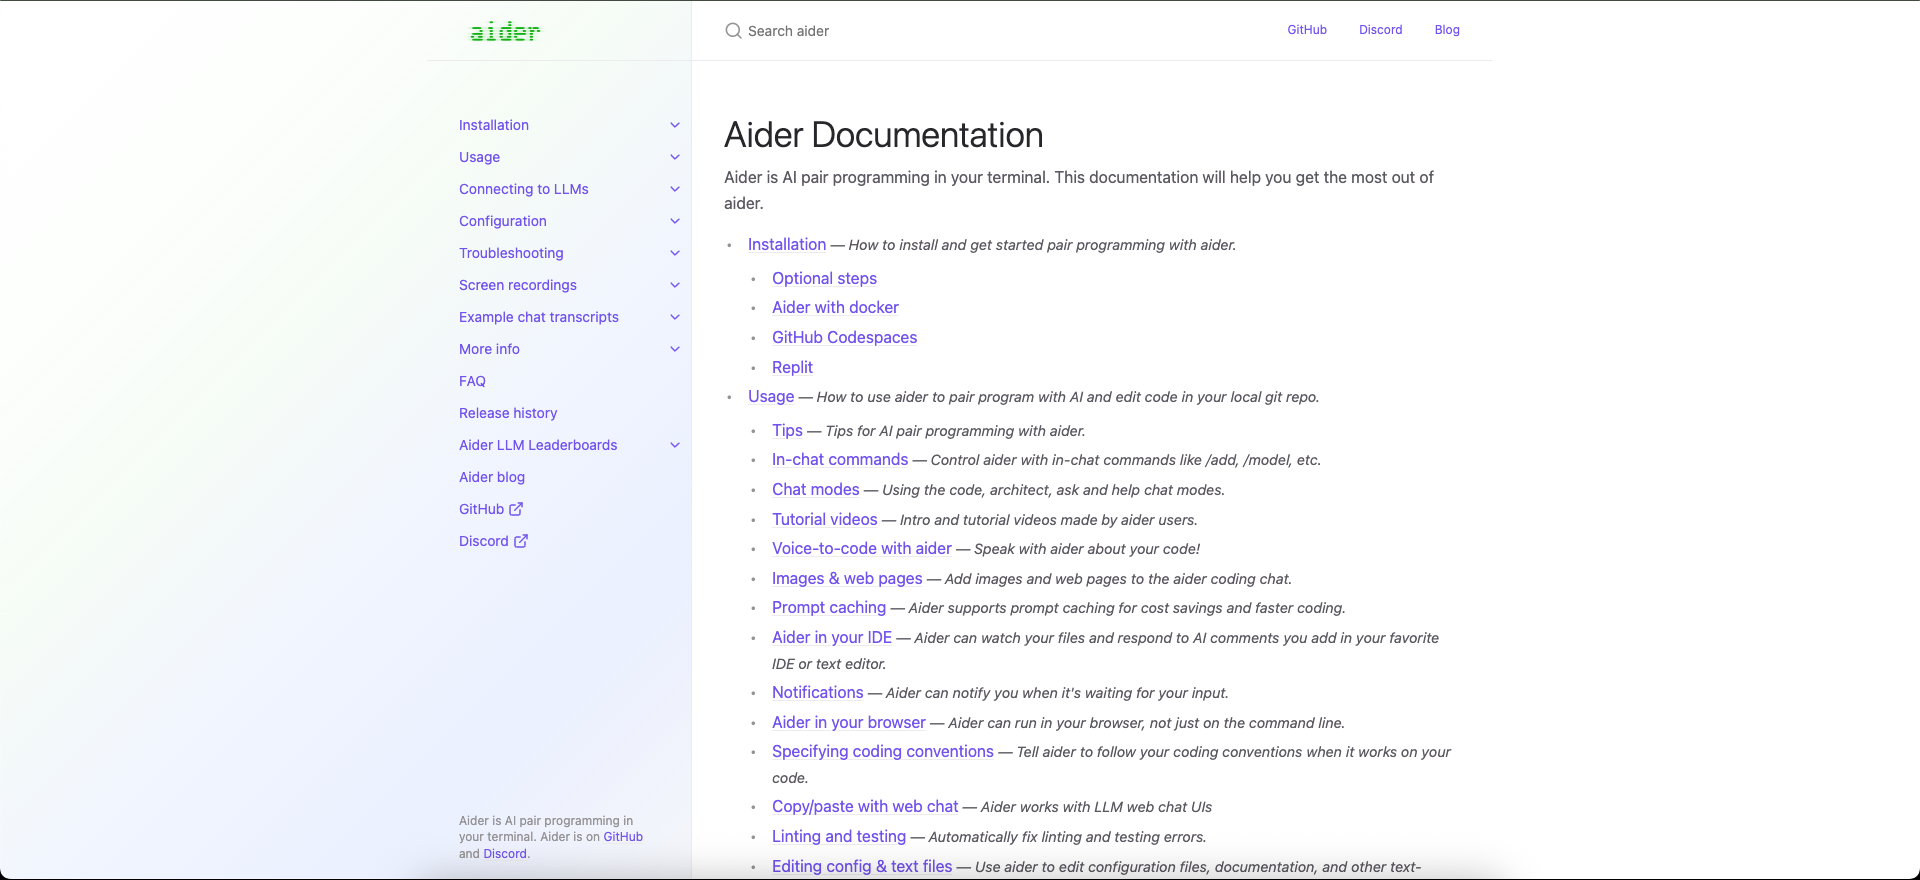 aider
Search aider
GitHub
Discord
Blog
Installation
Usage
Connecting to LLMs
Configuration
Troubleshooting
Screen recordings
Example chat transcripts
More info
FAQ
Release history
Aider LLM Leaderboards
Aider blog
GitHub
Discord
Aider is AI pair programming in
your terminal. Aider is on GitHub
and Discord.
Aider Documentation
Aider is AI pair programming in your terminal. This documentation will help you get the most out of
aider.
• Installation — How to install and get started pair programming with aider.
• Optional steps
• Aider with docker
• GitHub Codespaces
• Replit
• Usage — How to use aider to pair program with AI and edit code in your local git repo.
• Tips — Tips for AI pair programming with aider.
• In-chat commands — Control aider with in-chat commands like /add, /model, etc.
• Chat modes — Using the code, architect, ask and help chat modes.
• Tutorial videos — Intro and tutorial videos made by aider users.
• Voice-to-code with aider — Speak with aider about your code!
• Images & web pages — Add images and web pages to the aider coding chat.
• Prompt caching — Aider supports prompt caching for cost savings and faster coding.
• Aider in your IDE — Aider can watch your files and respond to AI comments you add in your favorite
IDE or text editor.
• Notifications — Aider can notify you when it's waiting for your input.
• Aider in your browser — Aider can run in your browser, not just on the command line.
• Specifying coding conventions — Tell aider to follow your coding conventions when it works on your
code.
• Copy/paste with web chat — Aider works with LLM web chat UIs
• Linting and testing — Automatically fix linting and testing errors.
• Editing config & text files — Use aider to edit configuration files, documentation, and other text-